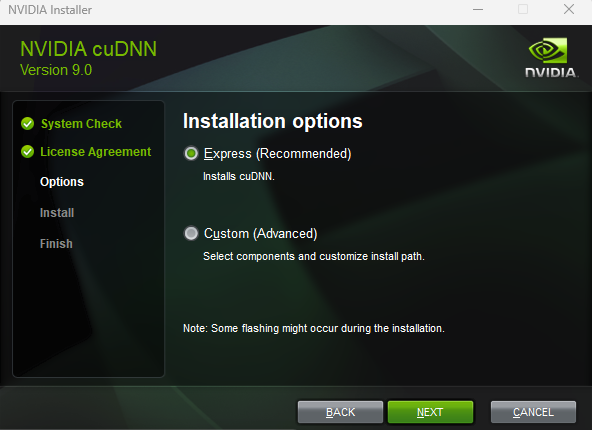 NVIDIA Installer
NVIDIA cuDNN
Version 9.0
NVIDIA.
System Check
License Agreement
Options
Install
Finish
Installation options
Express (Recommended)
Installs cuDNN.
Custom (Advanced)
Select components and customize install path.
Note: Some flashing might occur during the installation.
BACK
NEXT
CANCEL